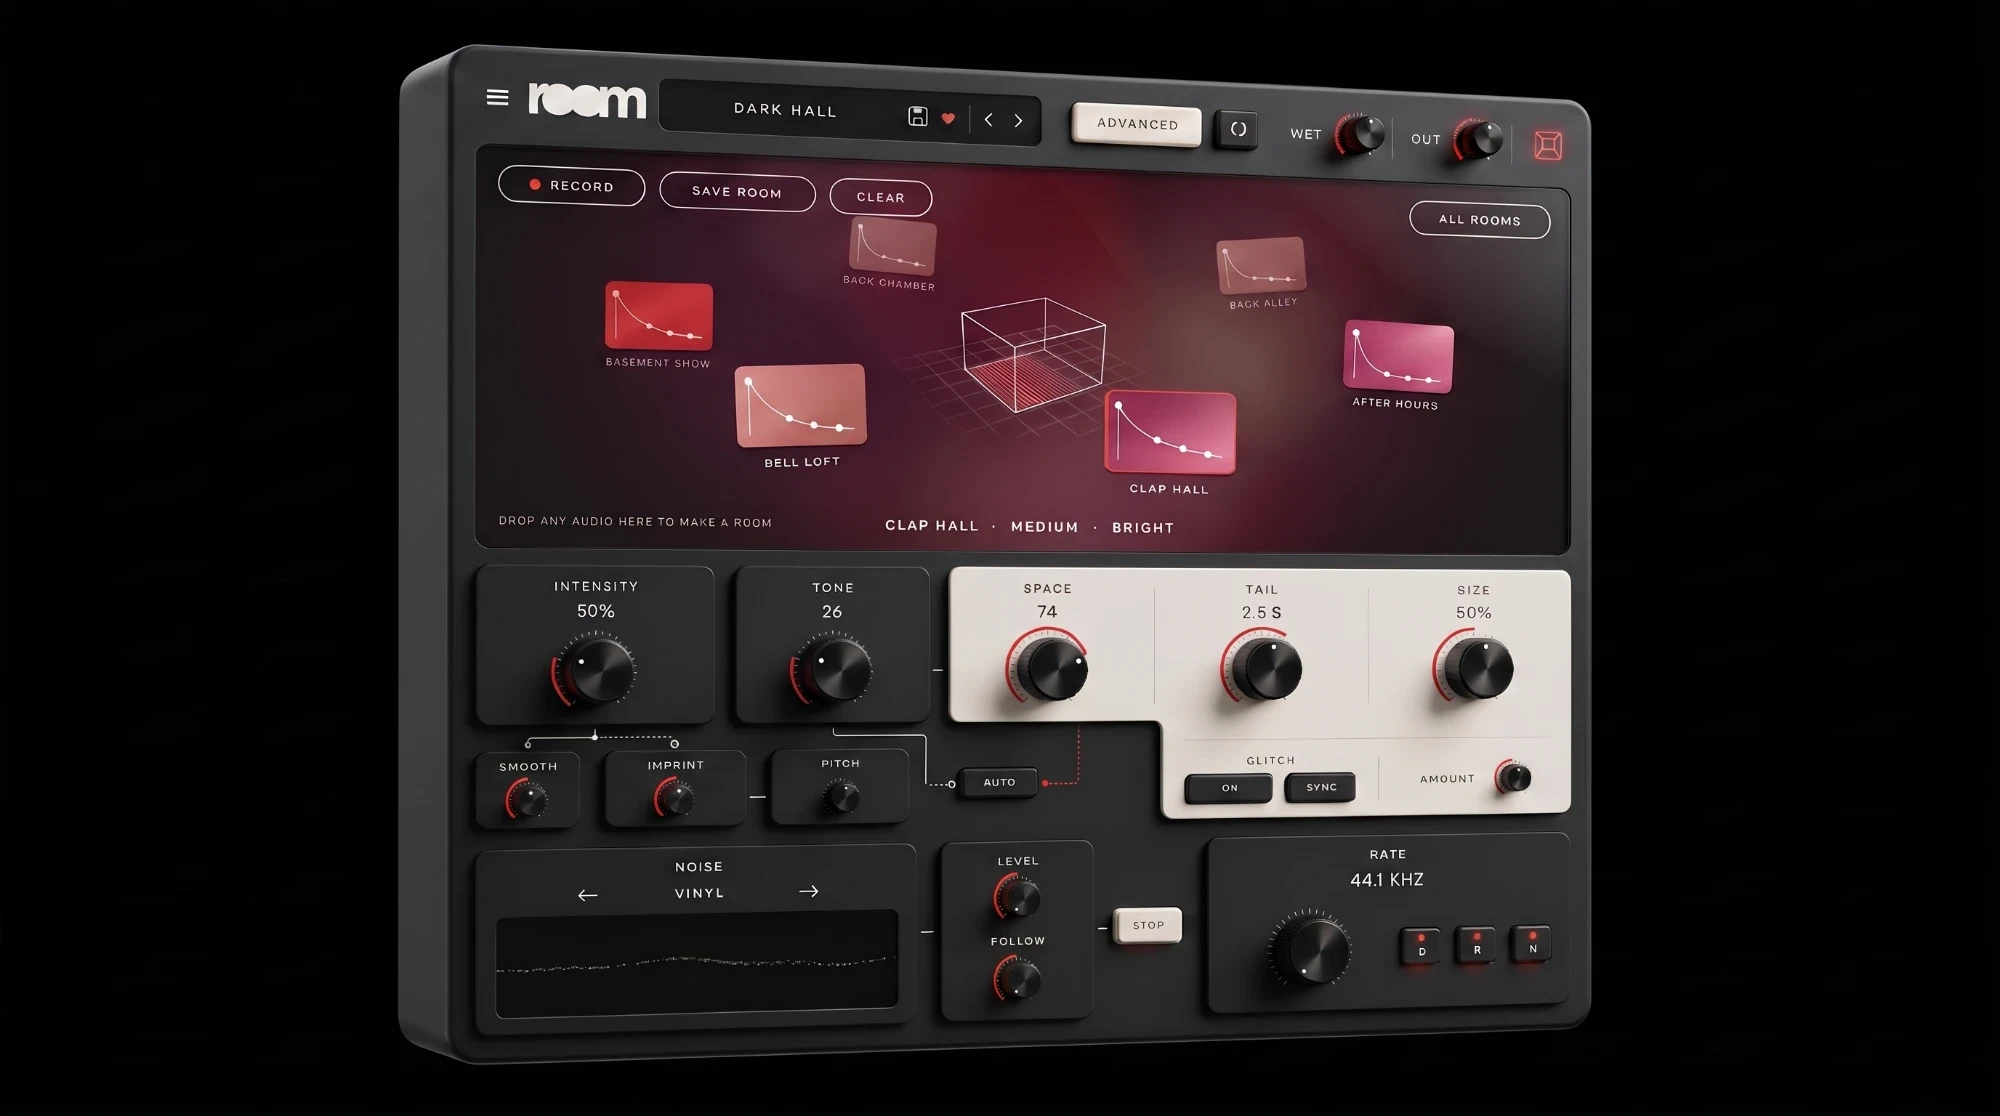 room
DARK HALL
ADVANCED
WET
OUT
RECORD
SAVE ROOM
CLEAR
ALL ROOMS
BACK CHAMBER
BACK ALLEY
BASEMENT SHOW
AFTER HOURS
BELL LOFT
CLAP HALL
DROP ANY AUDIO HERE TO MAKE A ROOM
CLAP HALL · MEDIUM · BRIGHT
INTENSITY
50%
TONE
26
SPACE
74
TAIL
2.5 S
SIZE
50%
SMOOTH
IMPRINT
PITCH
AUTO
GLITCH
ON
SYNC
AMOUNT
NOISE
VINYL
LEVEL
FOLLOW
STOP
RATE
44.1 KHZ
D
R
N